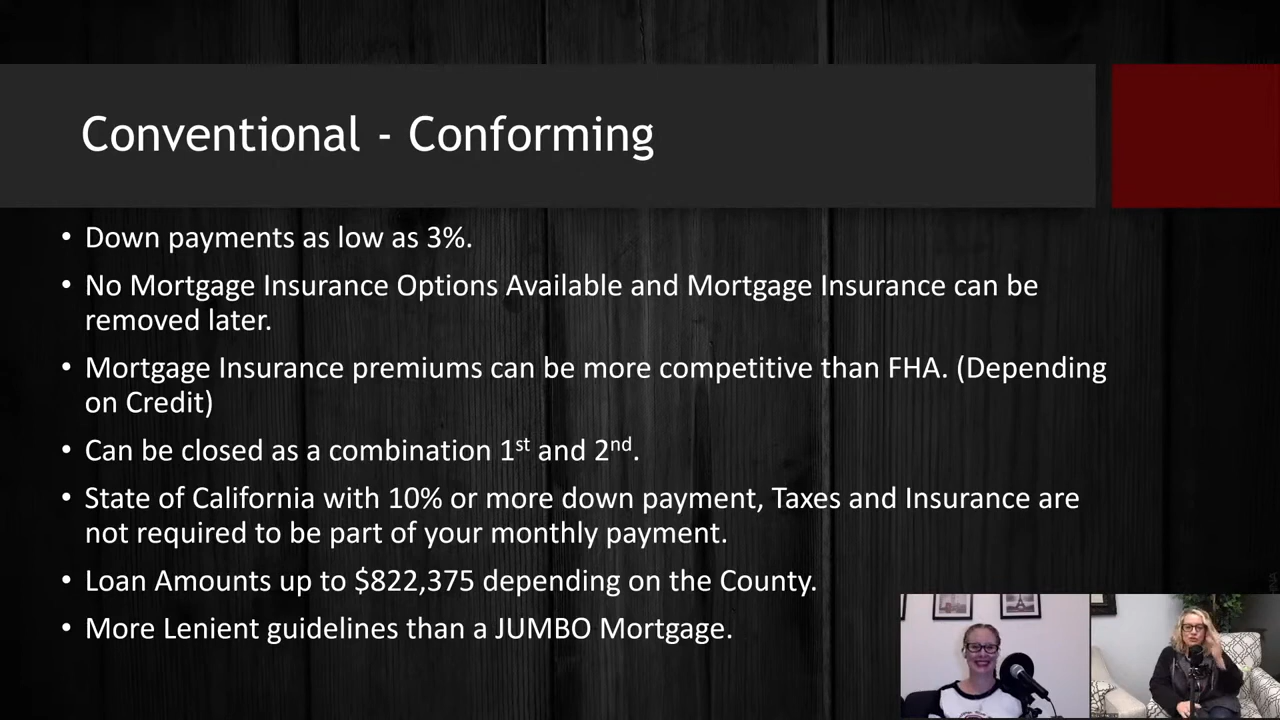 Conventional - Conforming
• Down payments as low as 3%.
• No Mortgage Insurance Options Available and Mortgage Insurance can be
removed later.
• Mortgage Insurance premiums can be more competitive than FHA. (Depending
on Credit)
• Can be closed as a combination 1st and 2nd.
• State of California with 10% or more down payment, Taxes and Insurance are
not required to be part of your monthly payment.
• Loan Amounts up to $822,375 depending on the County.
• More Lenient guidelines than a JUMBO Mortgage.